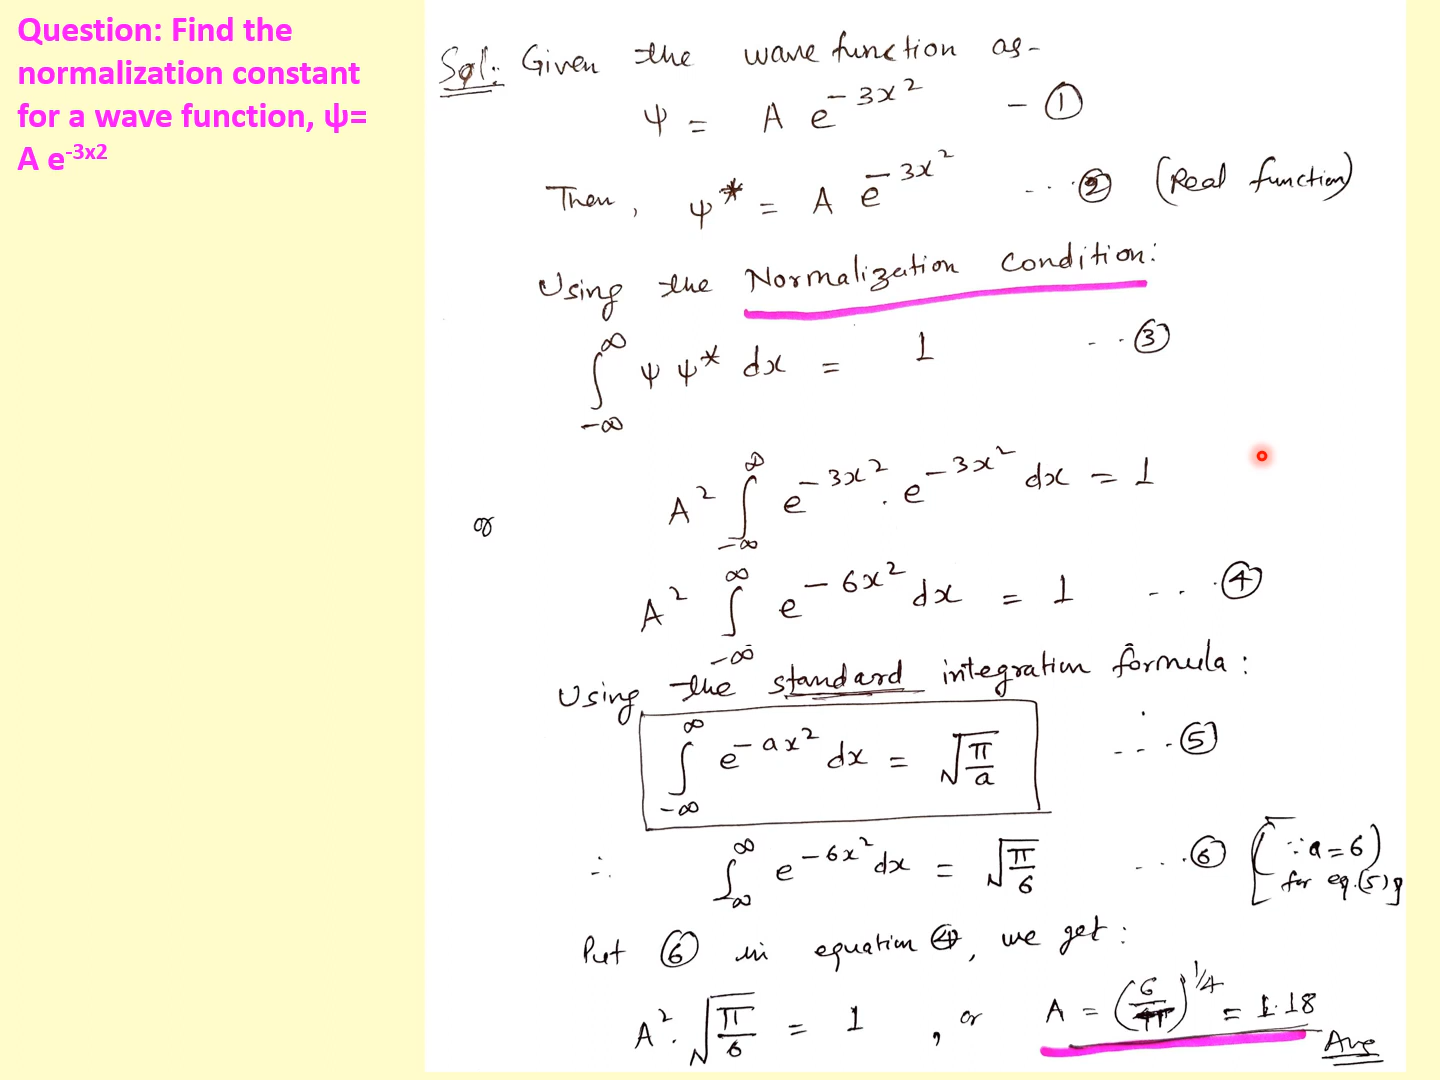 Question: Find the
normalization constant
for a wave function, ψ=
A e^-3x2
Sol:. Given the wave function as-
ψ = A e^-3x² - ①
Then, ψ* = A e^-3x² ... ② (Real function)
Using the Normalization Condition:
∫_-∞^∞ ψ ψ* dx = 1 ... ③
or A² ∫_-∞^∞ e^-3x² . e^-3x² dx = 1
A² ∫_-∞^∞ e^-6x² dx = 1 ... ④
Using the standard integration formula:
∫_-∞^∞ e^-ax² dx = √(π/a) ... ⑤
∴ ∫_-∞^∞ e^-6x² dx = √(π/6) ... ⑥ [∵ a=6) for eq.(5)]
Put ⑥ in equation ④, we get:
A². √(π/6) = 1 , or A = (6/π)^1/4 = 1.18
Ans